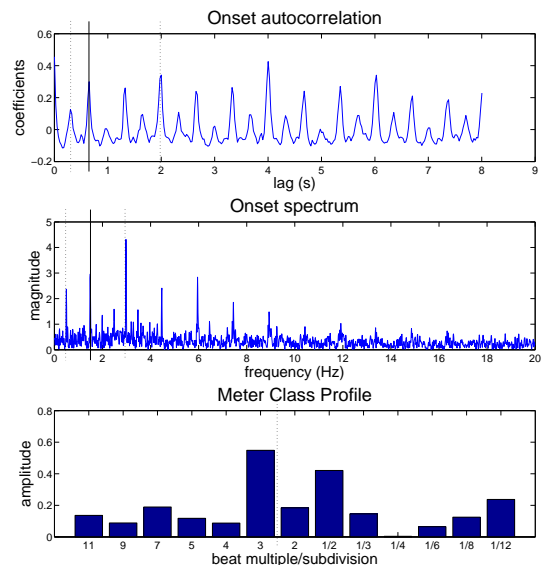 Onset autocorrelation
coefficients
0.6
0.4
0.2
0
−0.2
0 1 2 3 4 5 6 7 8 9
lag (s)
Onset spectrum
magnitude
5
4
3
2
1
0
0 2 4 6 8 10 12 14 16 18 20
frequency (Hz)
Meter Class Profile
amplitude
0.8
0.6
0.4
0.2
0
11 9 7 5 4 3 2 1/2 1/3 1/4 1/6 1/8 1/12
beat multiple/subdivision